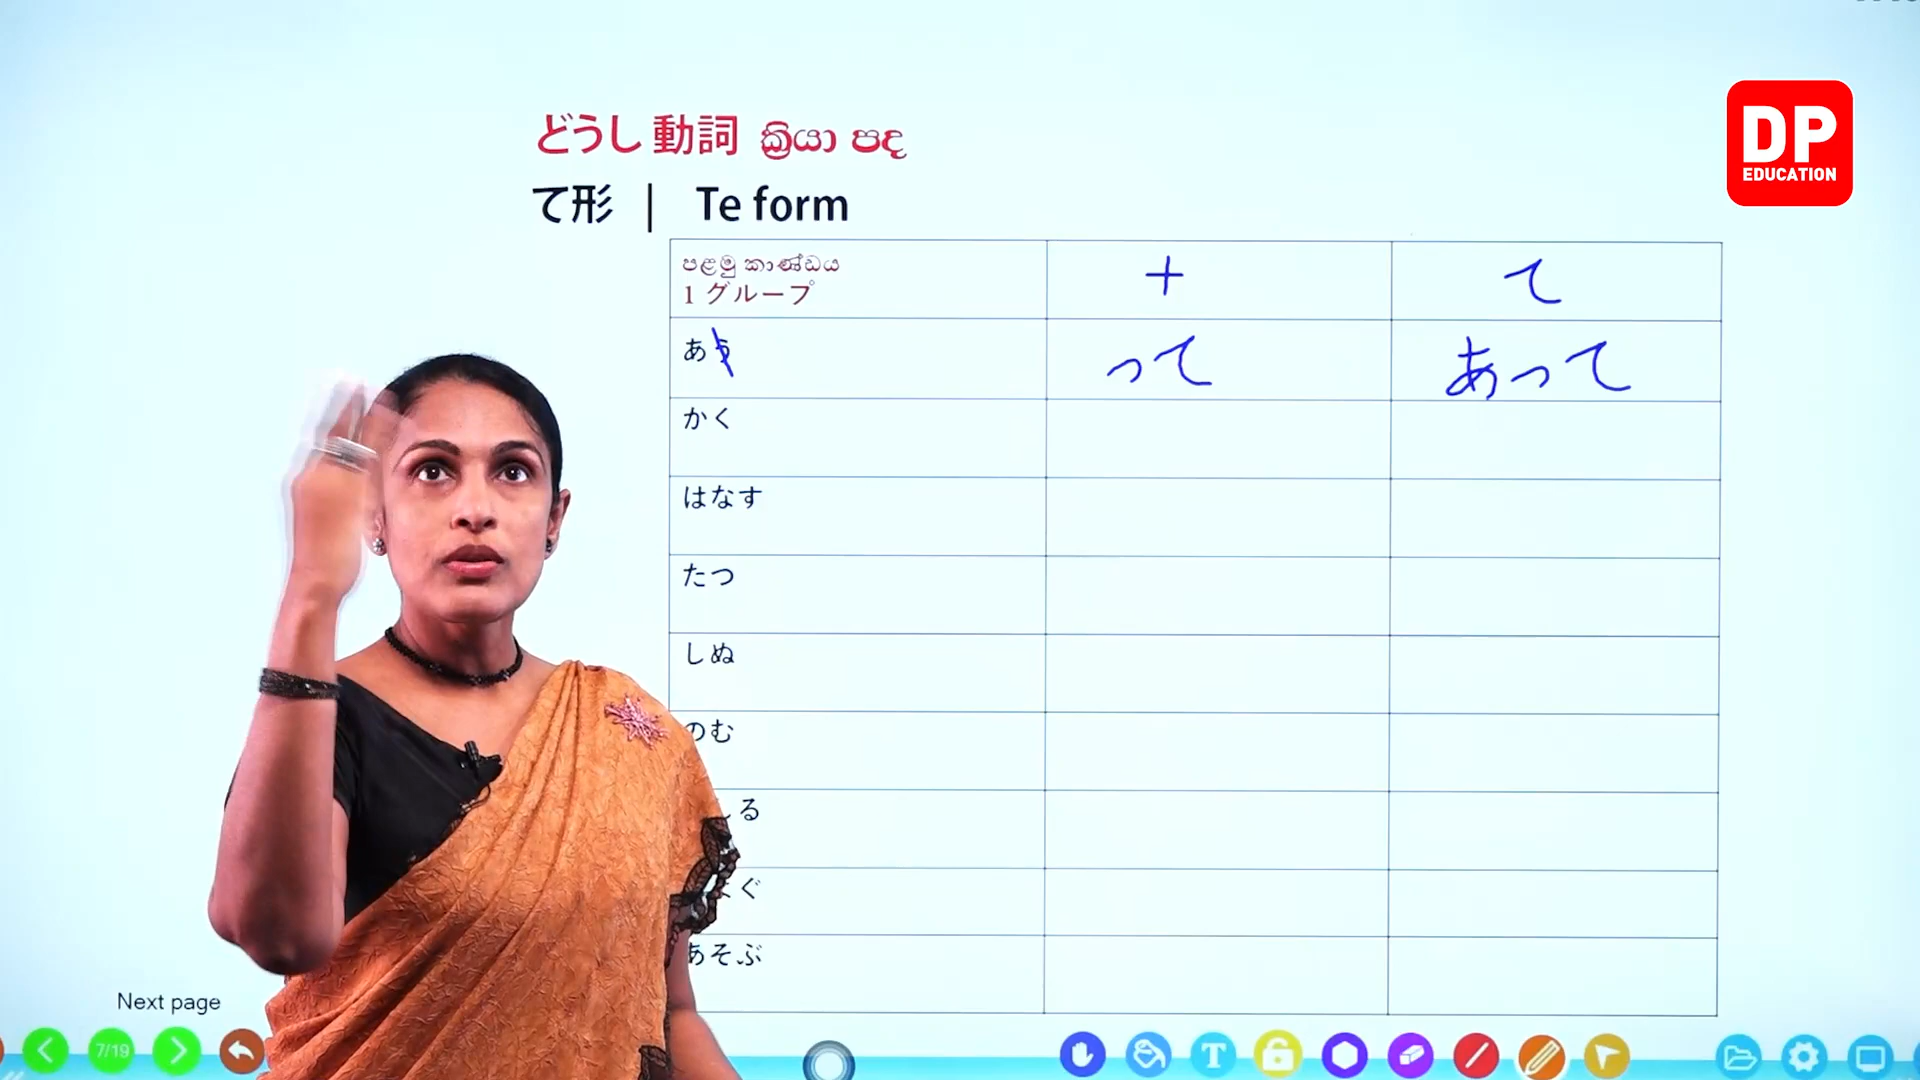 DP
EDUCATION
どうし 動詞 ක්‍රියා පද
て形 | Te form
පළමු කාණ්ඩය
1 グループ
+
て
あう
って
あって
かく
はなす
たつ
しぬ
のむ
る
ぐ
あそぶ
Next page
7/19
T